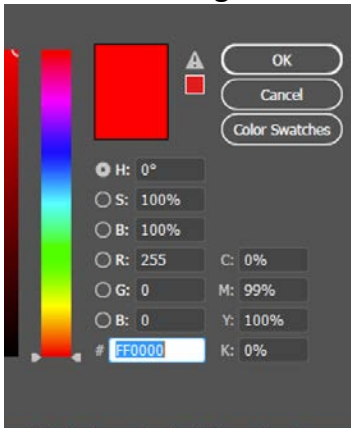 OK
Cancel
Color Swatches
H: 0°
S: 100%
B: 100%
R: 255 C: 0%
G: 0 M: 99%
B: 0 Y: 100%
# FF0000 K: 0%